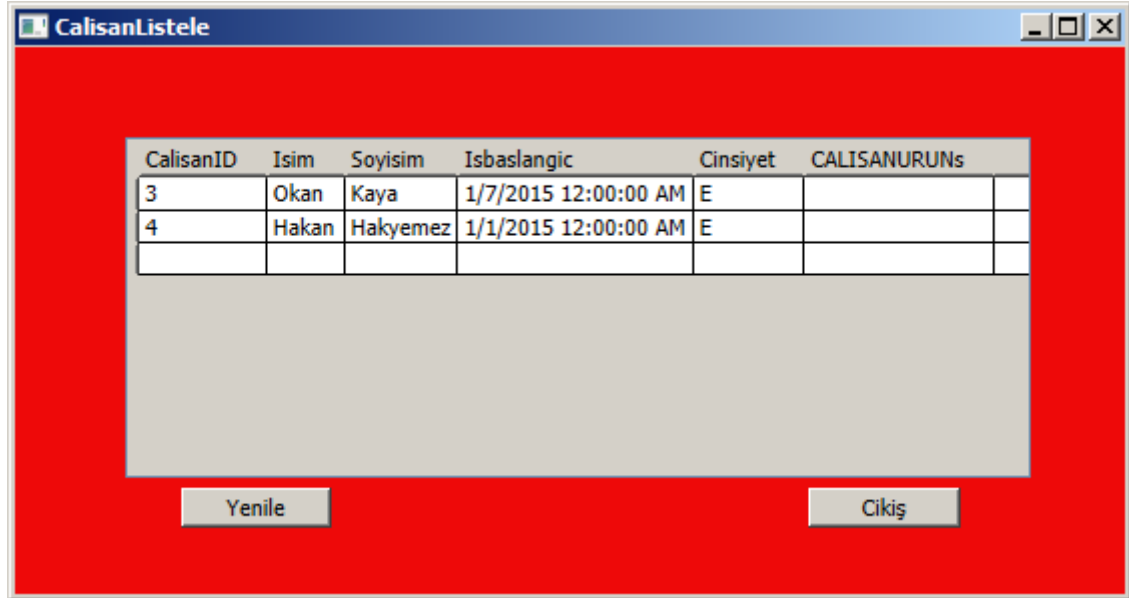 CalisanListele
CalisanID Isim Soyisim Isbaslangic Cinsiyet CALISANURUNs
3 Okan Kaya 1/7/2015 12:00:00 AM E
4 Hakan Hakyemez 1/1/2015 12:00:00 AM E
Yenile Cikiş